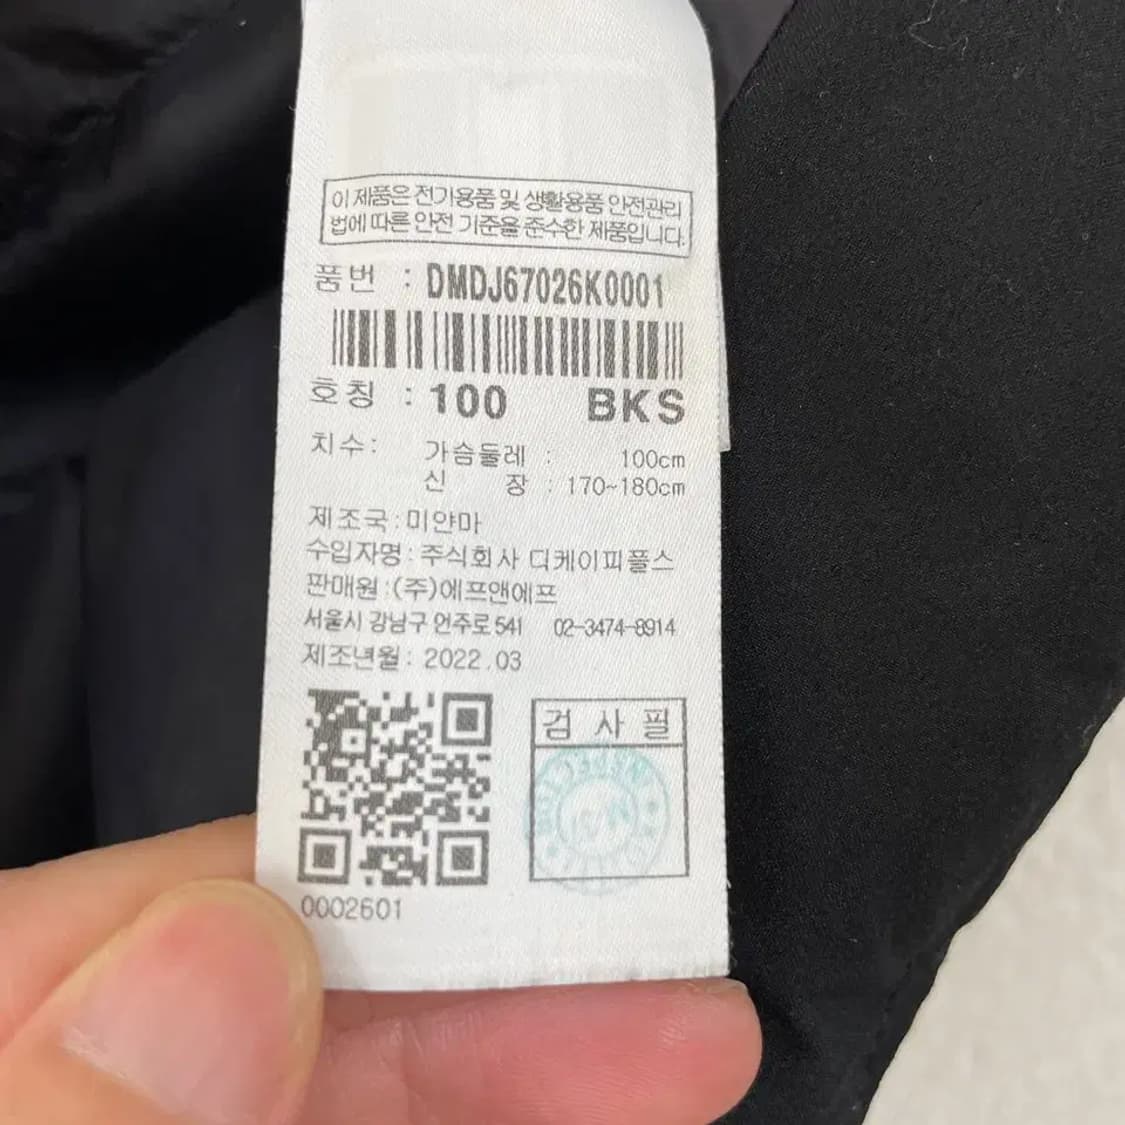 이 제품은 전기용품 및 생활용품 안전관리
법에 따른 안전 기준을 준수한 제품입니다.
품번 : DMDJ67026K0001
호칭 : 100 BKS
치수: 가슴둘레 : 100cm
신장 : 170~180cm
제조국:미얀마
수입자명: 주식회사 디케이피플스
판매원:(주)에프앤에프
서울시 강남구 언주로 541 02-3474-8914
제조년월: 2022.03
검사필
0002601